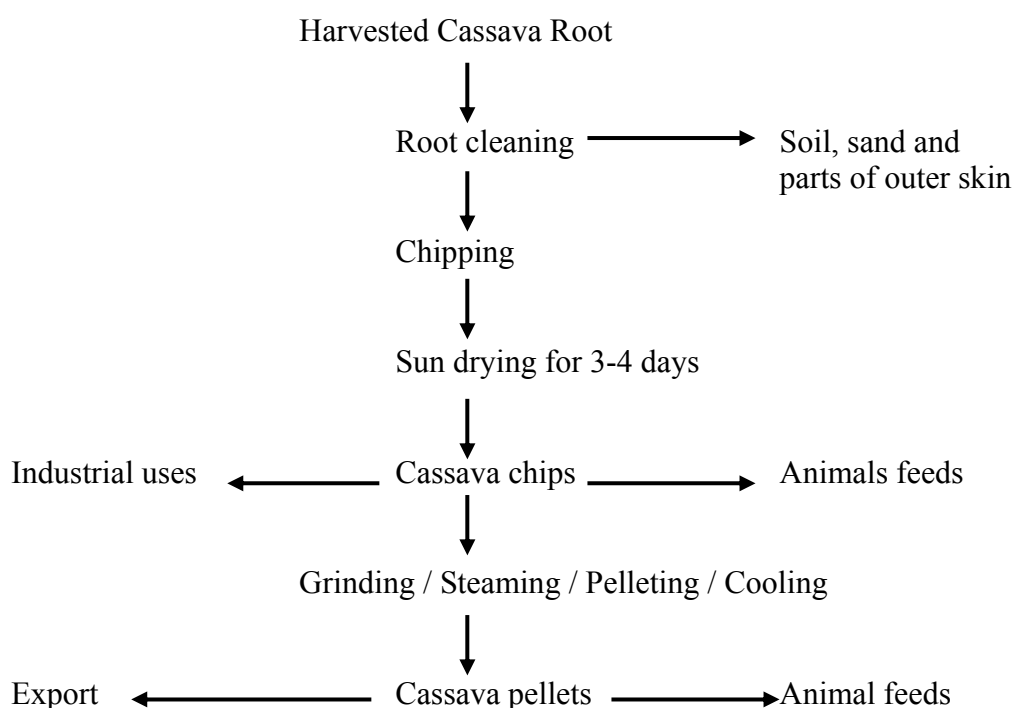 Harvested Cassava Root
Root cleaning
Soil, sand and
parts of outer skin
Chipping
Sun drying for 3-4 days
Industrial uses
Cassava chips
Animals feeds
Grinding / Steaming / Pelleting / Cooling
Export
Cassava pellets
Animal feeds